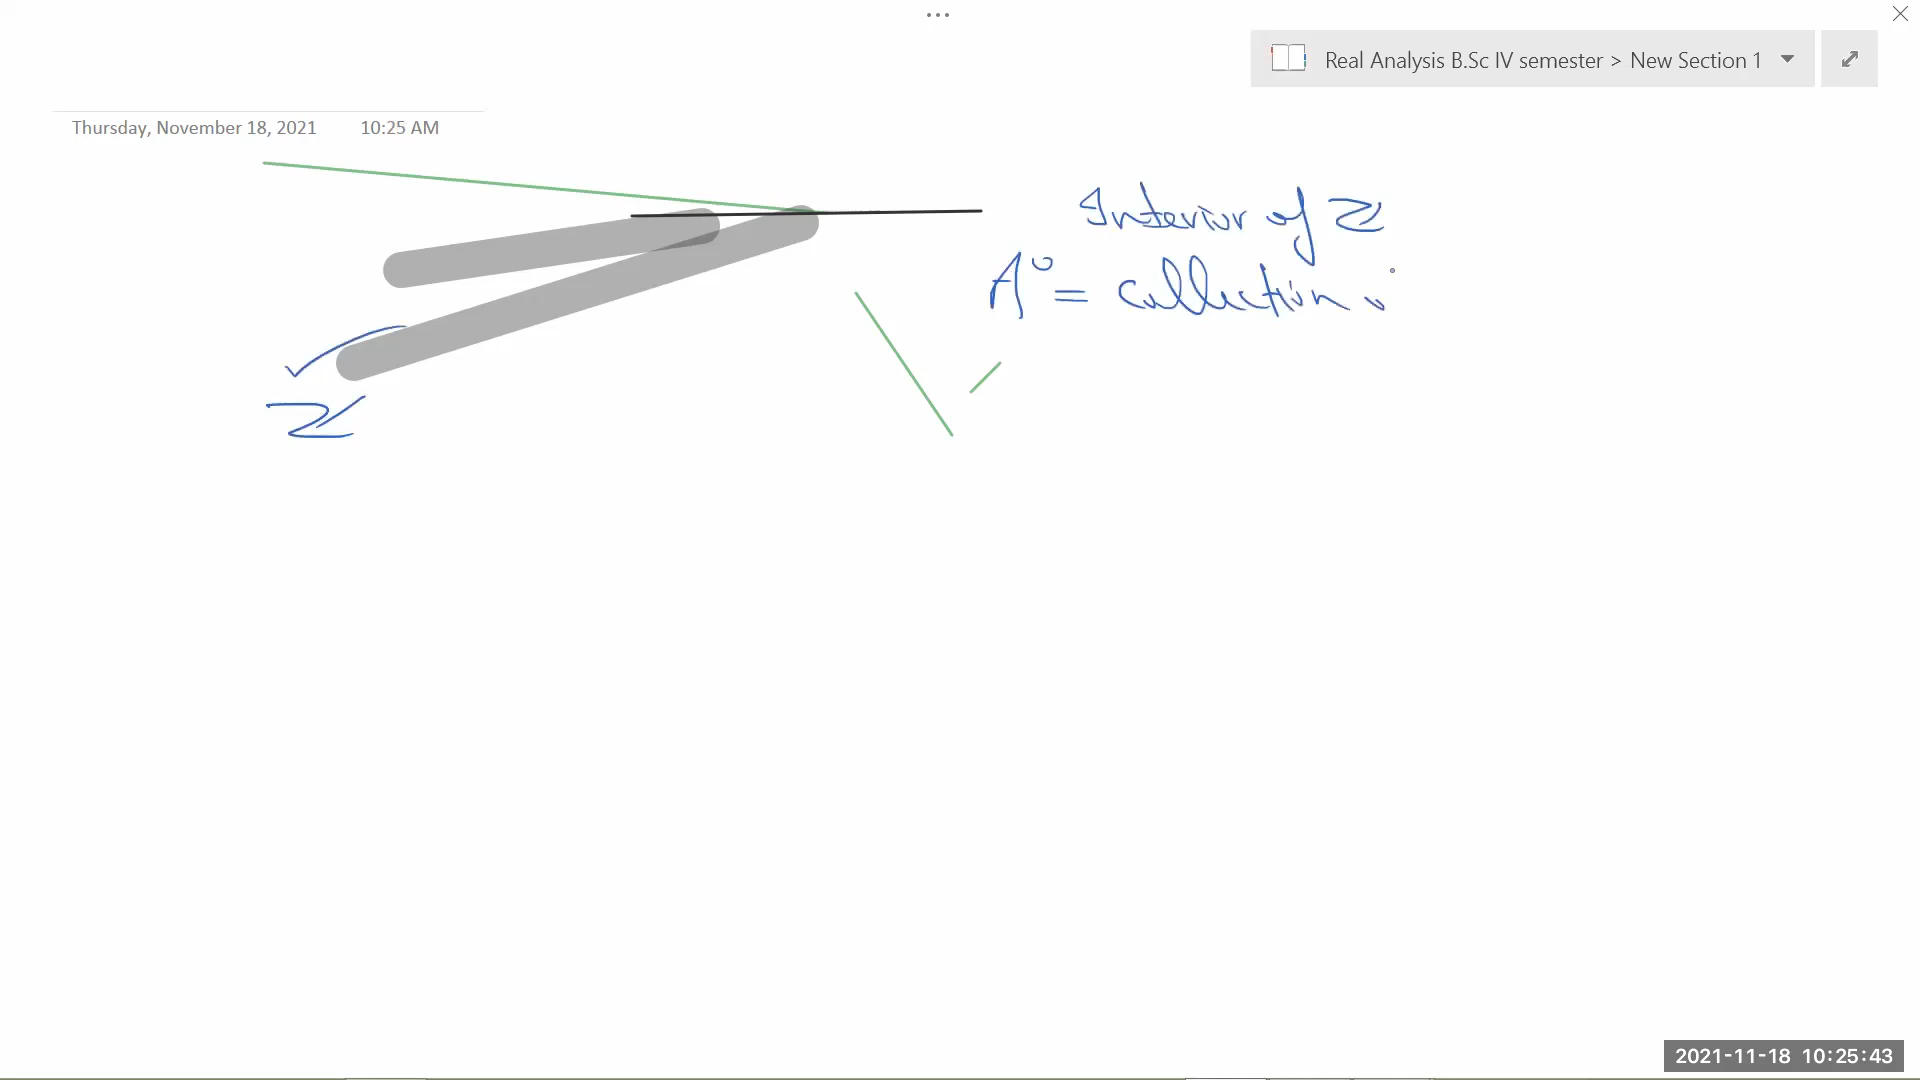 Real Analysis B.Sc IV semester > New Section 1
Thursday, November 18, 2021 10:25 AM
Interior of ℤ
A° = collection o
ℤ
2021-11-18 10:25:43